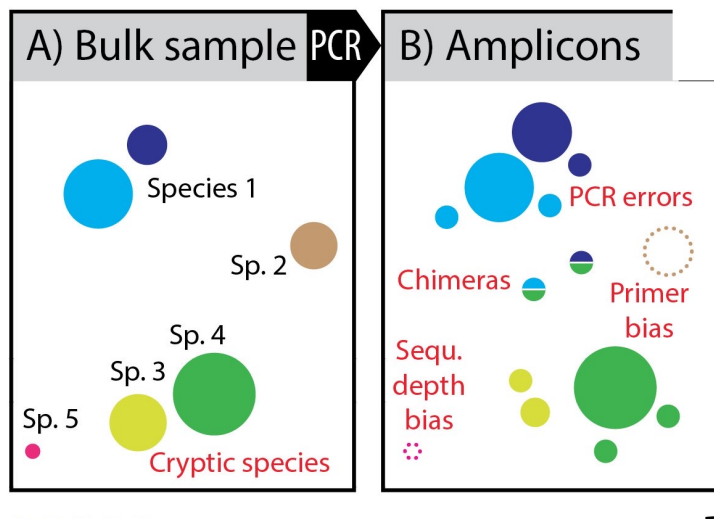 A) Bulk sample
PCR
B) Amplicons
Species 1
Sp. 2
Sp. 4
Sp. 3
Sp. 5
Cryptic species
PCR errors
Chimeras
Primer
bias
Sequ.
depth
bias